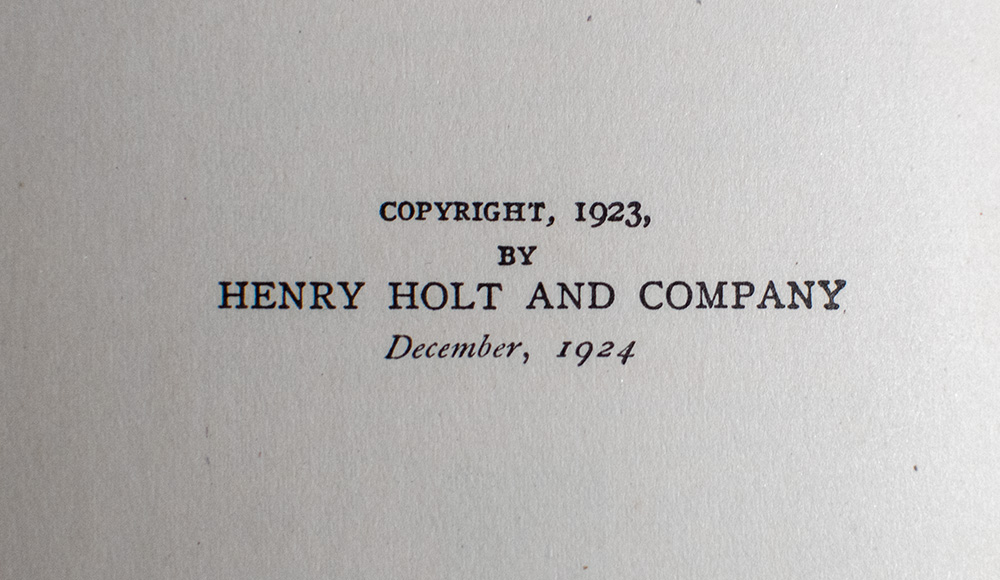 COPYRIGHT, 1923,
BY
HENRY HOLT AND COMPANY
December, 1924